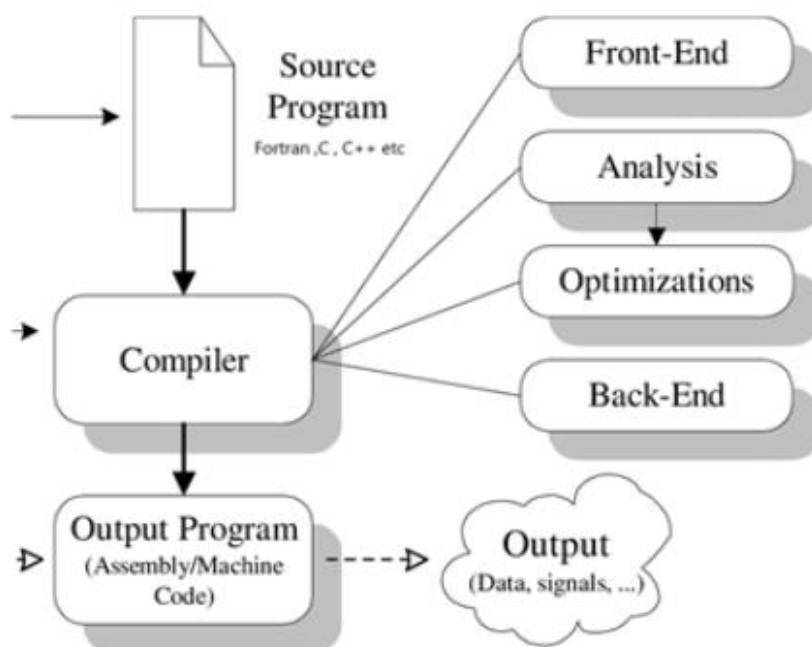 Source
Program
Fortran ,C , C++ etc
Front-End
Analysis
Optimizations
Compiler
Back-End
Output Program
(Assembly/Machine
Code)
Output
(Data, signals, ...)